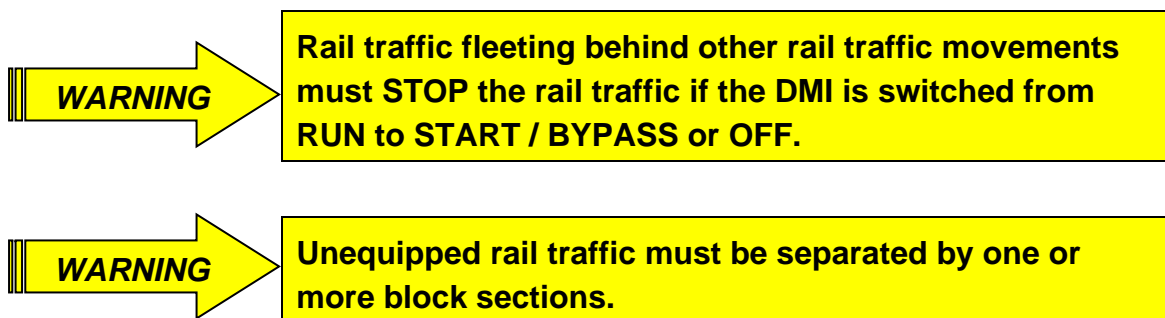 WARNING
Rail traffic fleeting behind other rail traffic movements
must STOP the rail traffic if the DMI is switched from
RUN to START / BYPASS or OFF.
WARNING
Unequipped rail traffic must be separated by one or
more block sections.